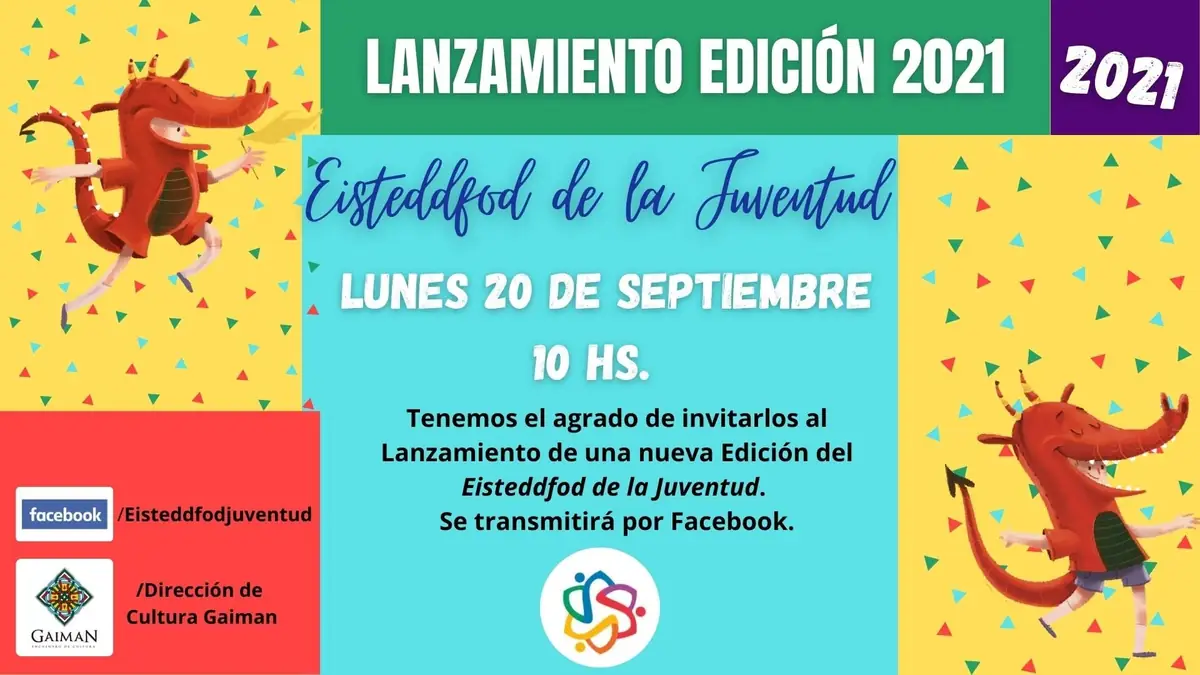 LANZAMIENTO EDICIÓN 2021
2021
Eisteddfod de la Juventud
LUNES 20 DE SEPTIEMBRE
10 HS.
Tenemos el agrado de invitarlos al
Lanzamiento de una nueva Edición del
Eisteddfod de la Juventud.
Se transmitirá por Facebook.
facebook /Eisteddfodjuventud
/Dirección de
Cultura Gaiman
GAIMAN